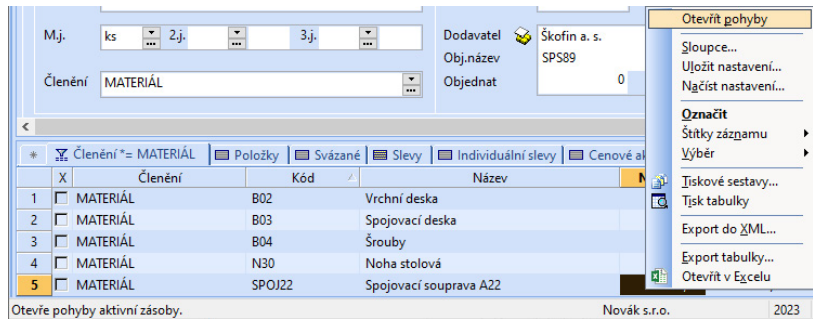 M.j. ks 2.j. 3.j. Dodavatel Škofin a. s.
Obj.název SPS89
Členění MATERIÁL Objednat 0
Otevřít pohyby
Sloupce...
Uložit nastavení...
Načíst nastavení...
Označit
Štítky záznamu
Výběr
Tiskové sestavy...
Tisk tabulky
Export do XML...
Export tabulky...
Otevřít v Excelu
Členění *= MATERIÁL Položky Svázané Slevy Individuální slevy Cenové
X Členění Kód Název
1 MATERIÁL B02 Vrchní deska
2 MATERIÁL B03 Spojovací deska
3 MATERIÁL B04 Šrouby
4 MATERIÁL N30 Noha stolová
5 MATERIÁL SPOJ22 Spojovací souprava A22
Otevře pohyby aktivní zásoby. Novák s.r.o. 2023